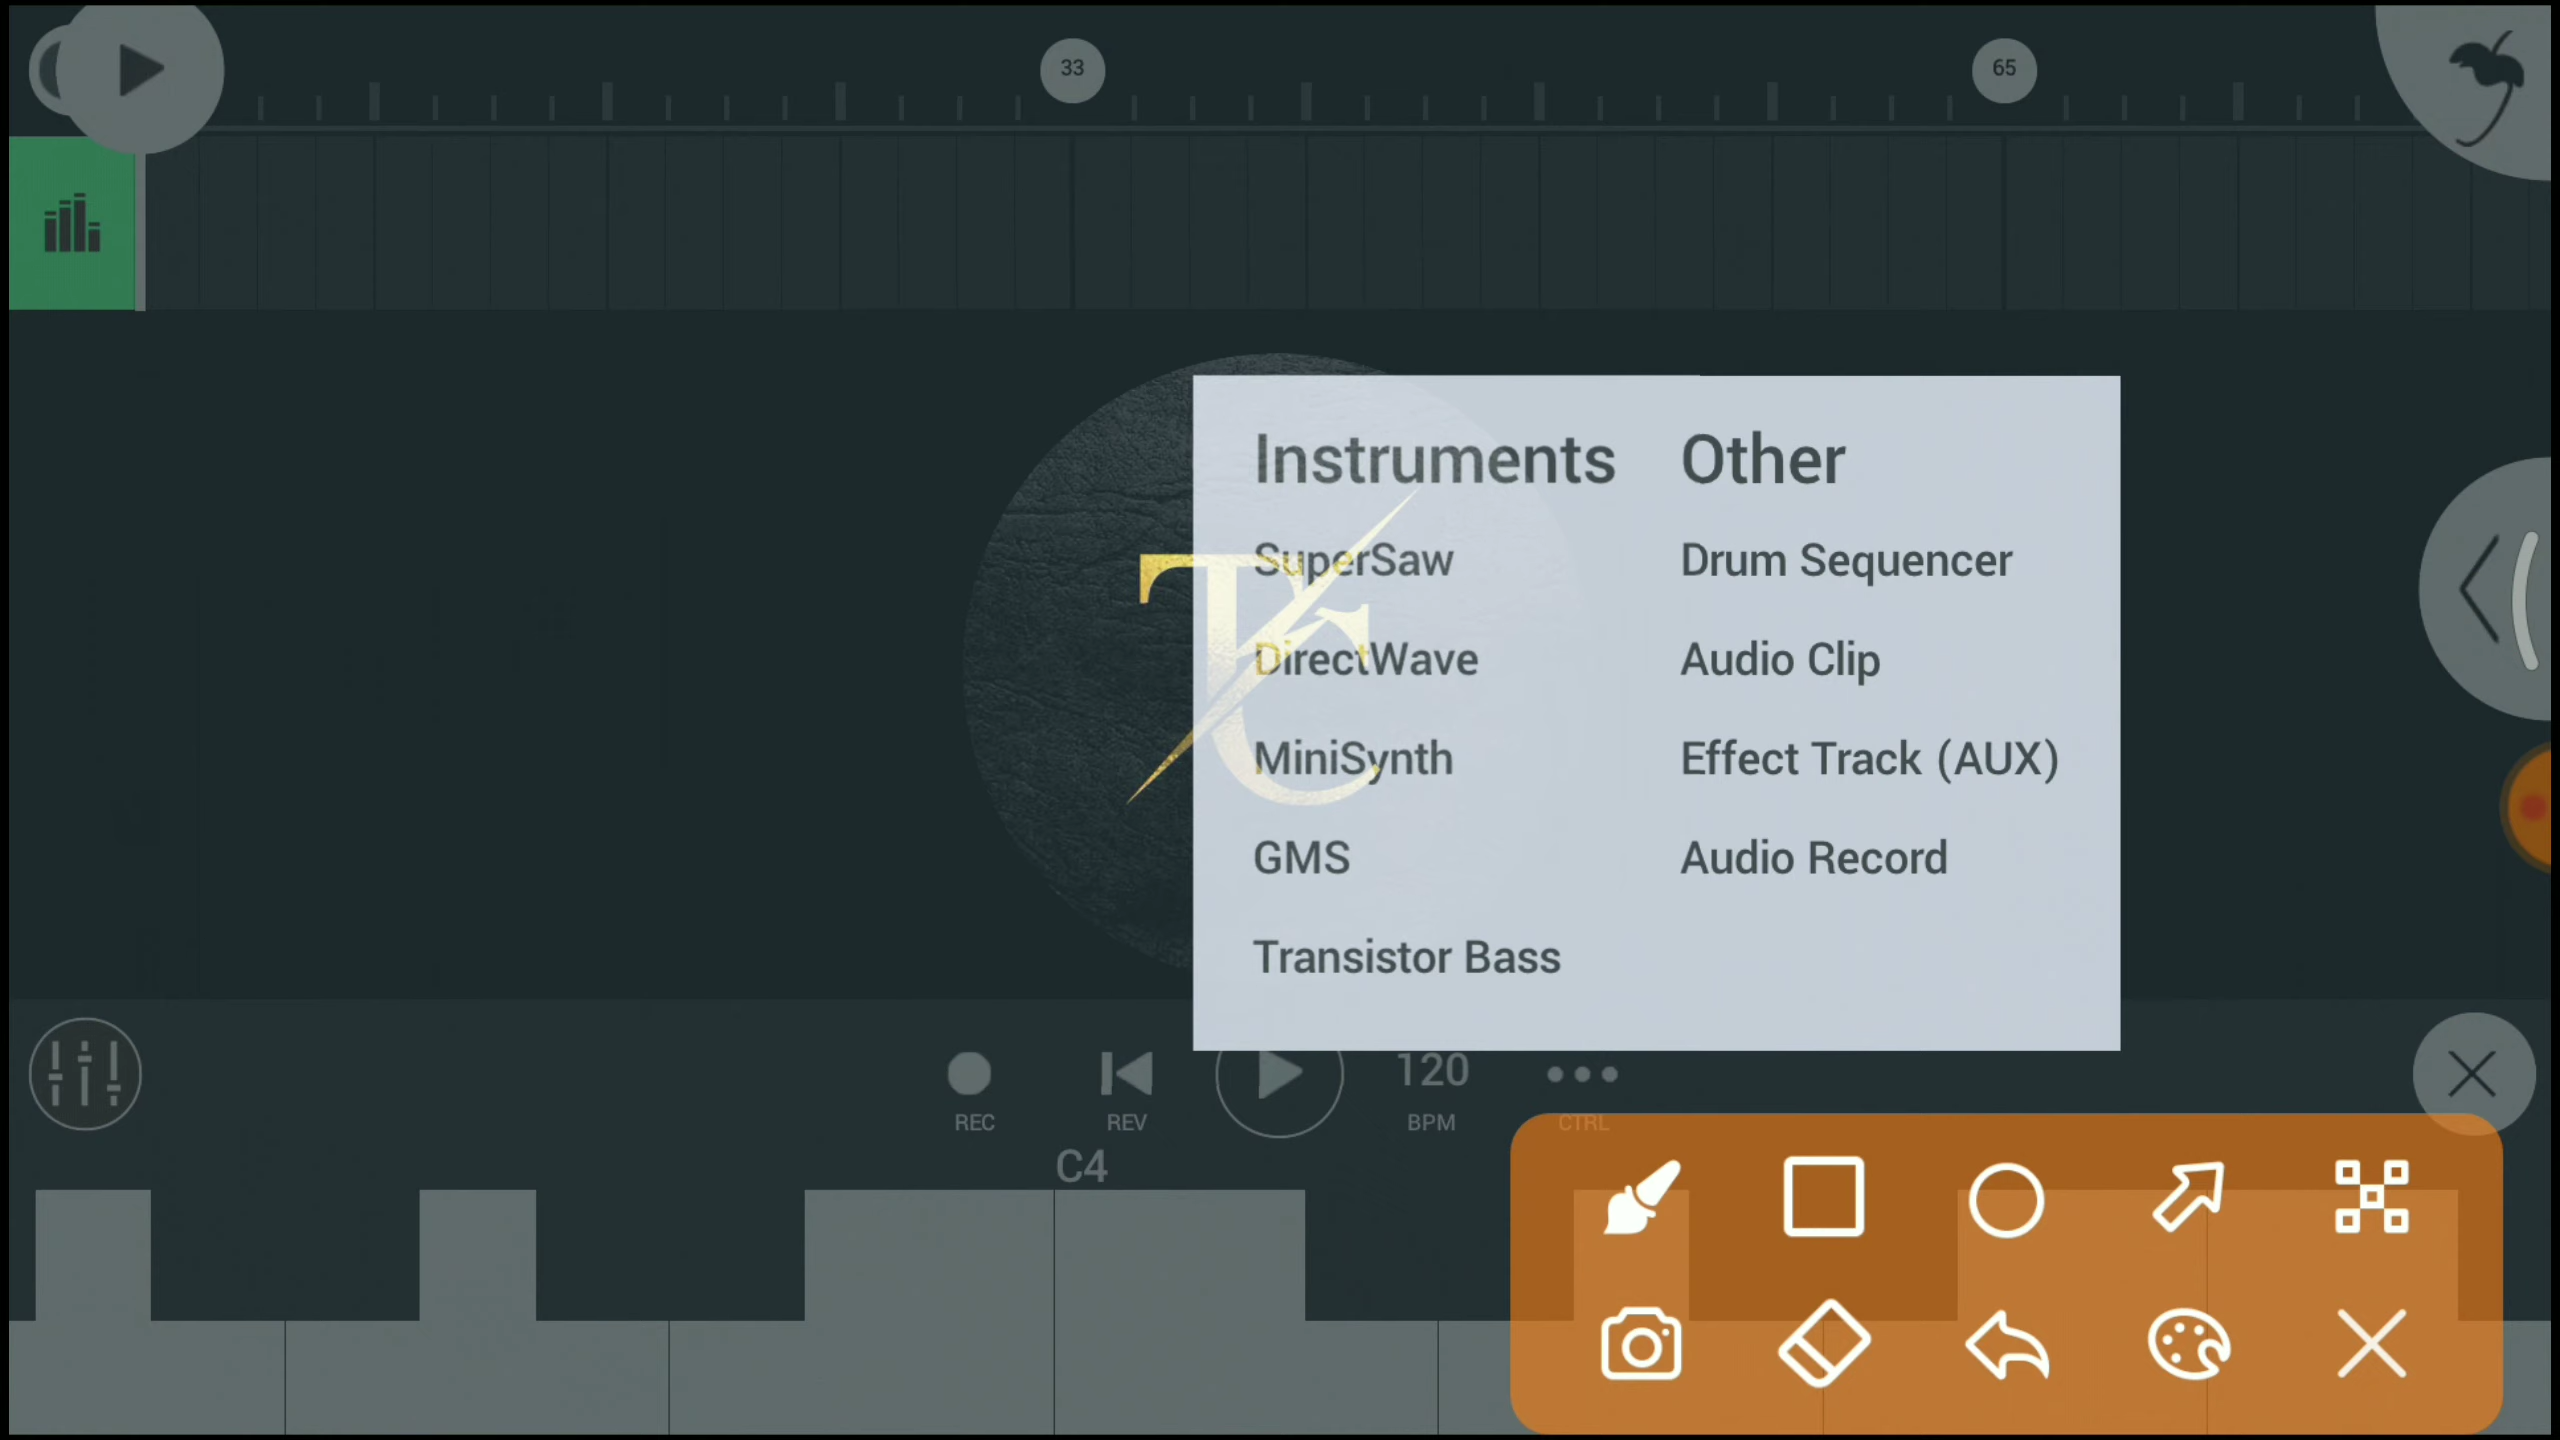 33
65
Instruments
Other
SuperSaw
Drum Sequencer
DirectWave
Audio Clip
MiniSynth
Effect Track (AUX)
GMS
Audio Record
Transistor Bass
120
REC
REV
BPM
CTRL
C4
TC